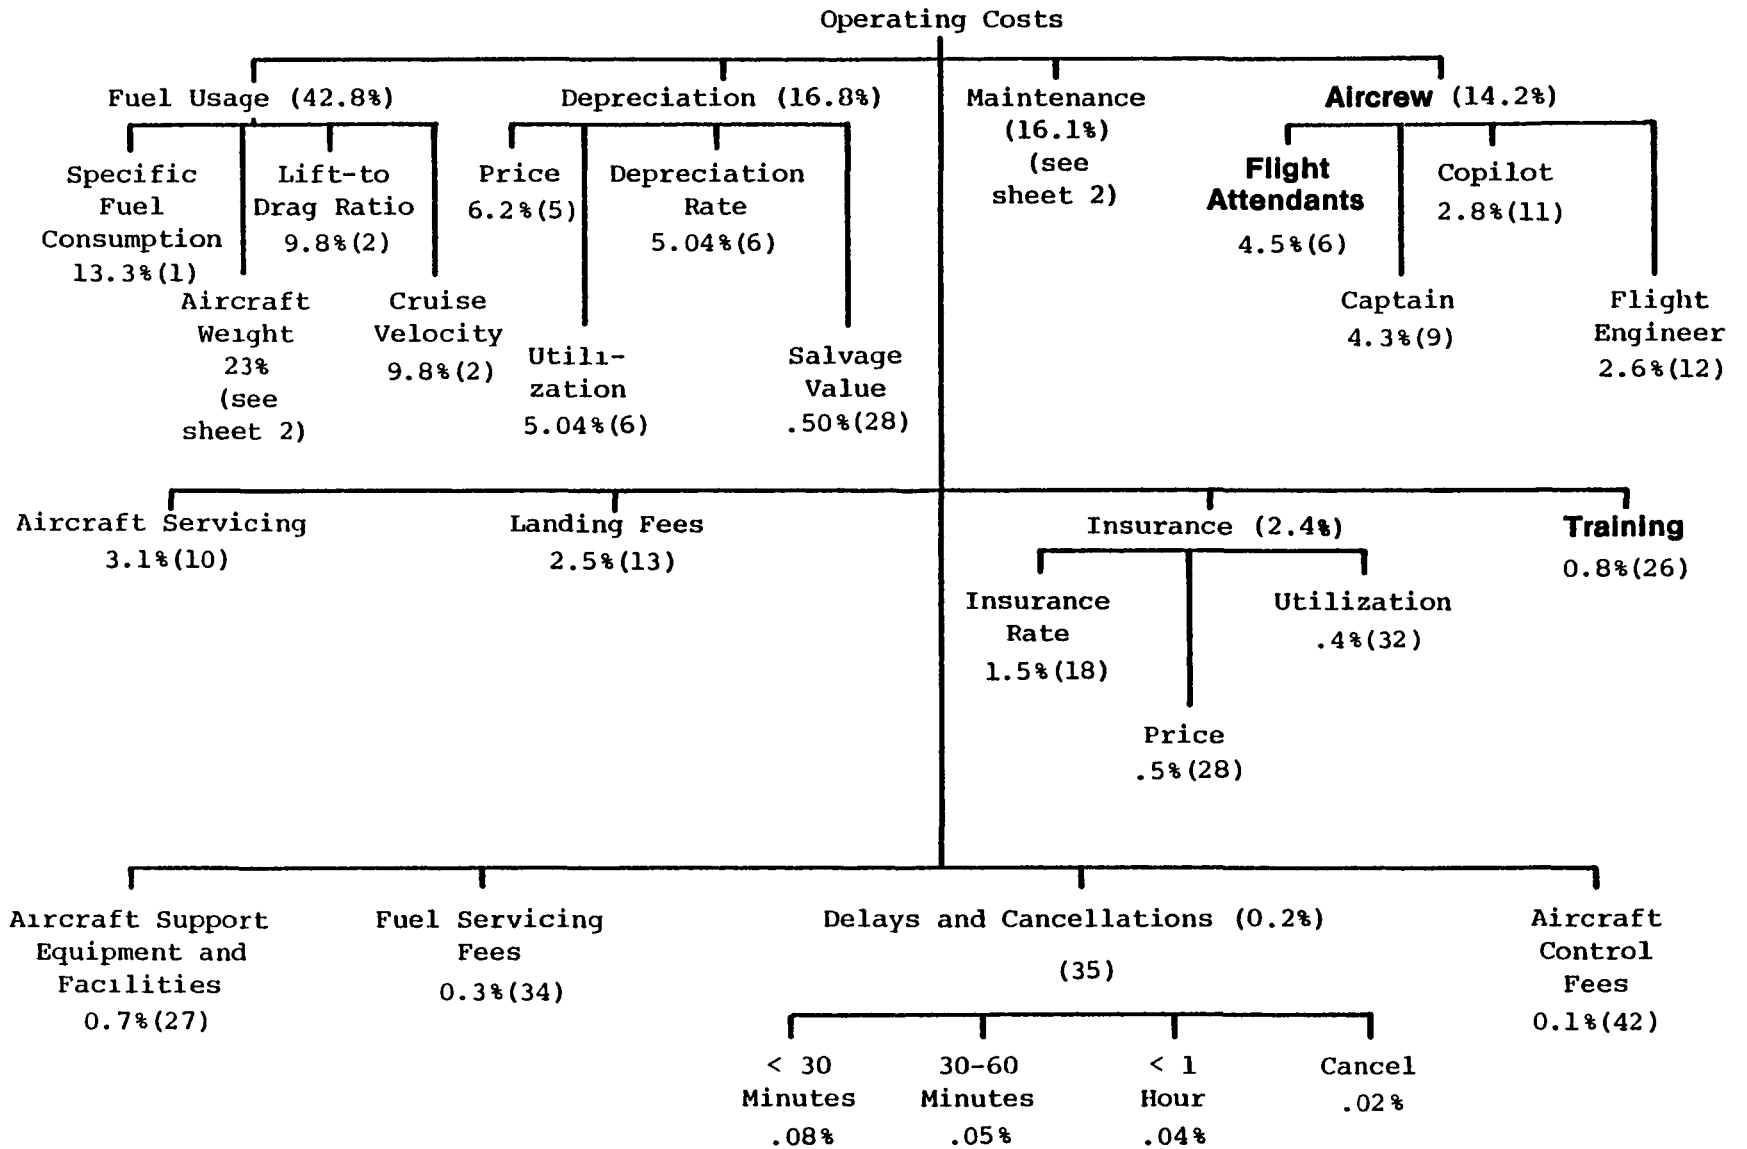 Operating Costs
Fuel Usage (42.8%)
Depreciation (16.8%)
Maintenance
(16.1%)
(see
sheet 2)
Aircrew (14.2%)
Specific
Fuel
Consumption
13.3%(1)
Lift-to
Drag Ratio
9.8%(2)
Aircraft
Weight
23%
(see
sheet 2)
Cruise
Velocity
9.8%(2)
Price
6.2%(5)
Depreciation
Rate
5.04%(6)
Utili-
zation
5.04%(6)
Salvage
Value
.50%(28)
Flight
Attendants
4.5%(6)
Copilot
2.8%(11)
Captain
4.3%(9)
Flight
Engineer
2.6%(12)
Aircraft Servicing
3.1%(10)
Landing Fees
2.5%(13)
Insurance (2.4%)
Training
0.8%(26)
Insurance
Rate
1.5%(18)
Utilization
.4%(32)
Price
.5%(28)
Aircraft Support
Equipment and
Facilities
0.7%(27)
Fuel Servicing
Fees
0.3%(34)
Delays and Cancellations (0.2%)
(35)
Aircraft
Control
Fees
0.1%(42)
< 30
Minutes
.08%
30-60
Minutes
.05%
< 1
Hour
.04%
Cancel
.02%